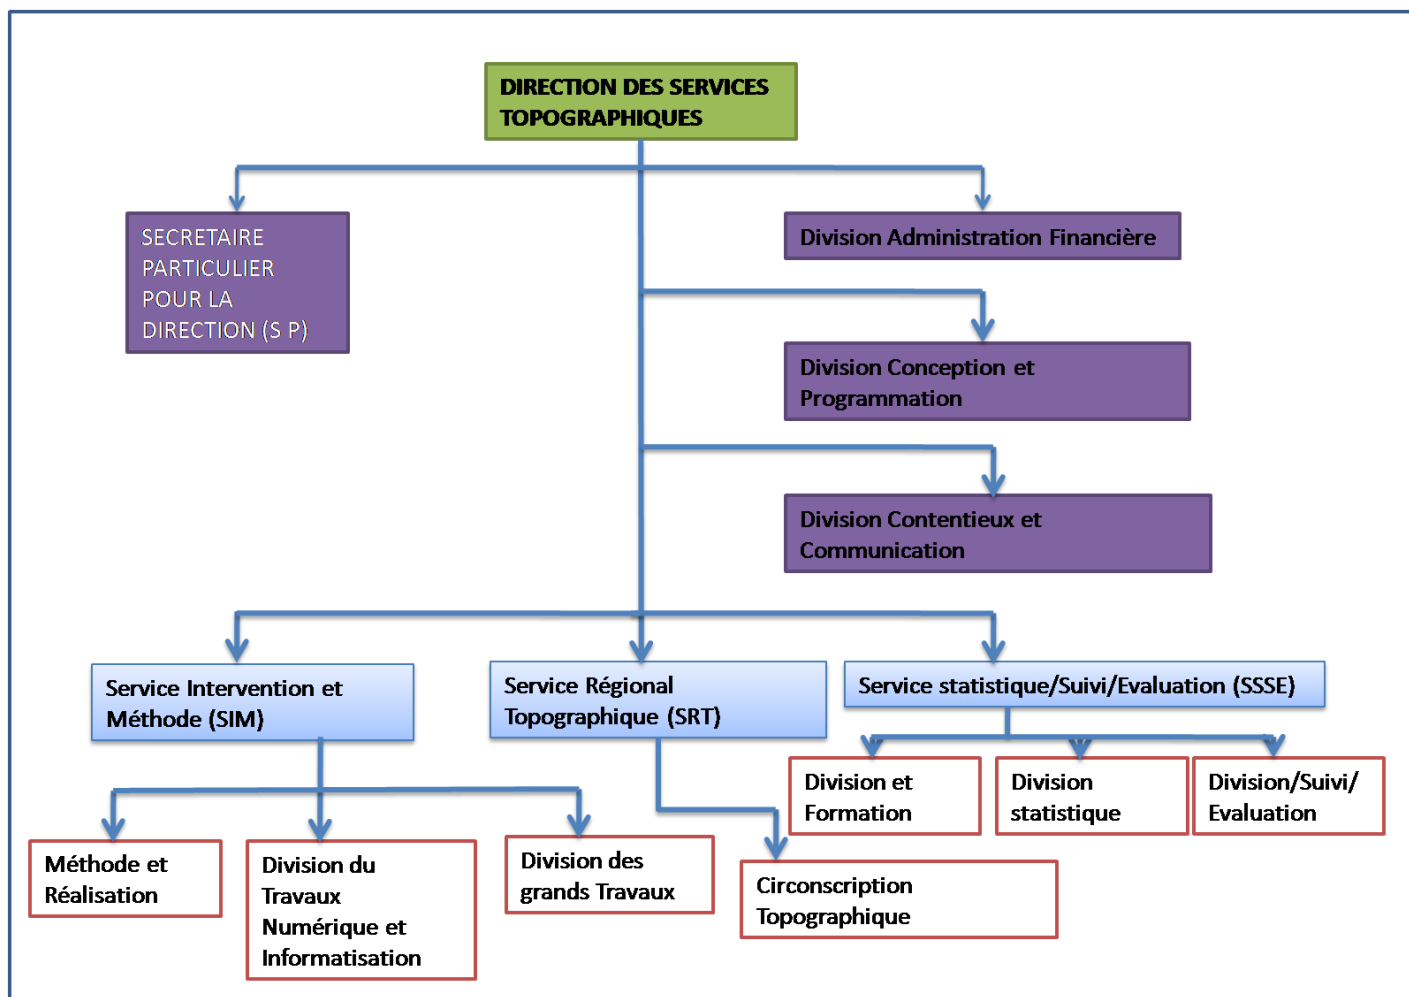 DIRECTION DES SERVICES
TOPOGRAPHIQUES
SECRETAIRE
PARTICULIER
POUR LA
DIRECTION (S P)
Division Administration Financière
Division Conception et
Programmation
Division Contentieux et
Communication
Service Intervention et
Méthode (SIM)
Service Régional
Topographique (SRT)
Service statistique/Suivi/Evaluation (SSSE)
Division et
Formation
Division
statistique
Division/Suivi/
Evaluation
Méthode et
Réalisation
Division du
Travaux
Numérique et
Informatisation
Division des
grands Travaux
Circonscription
Topographique